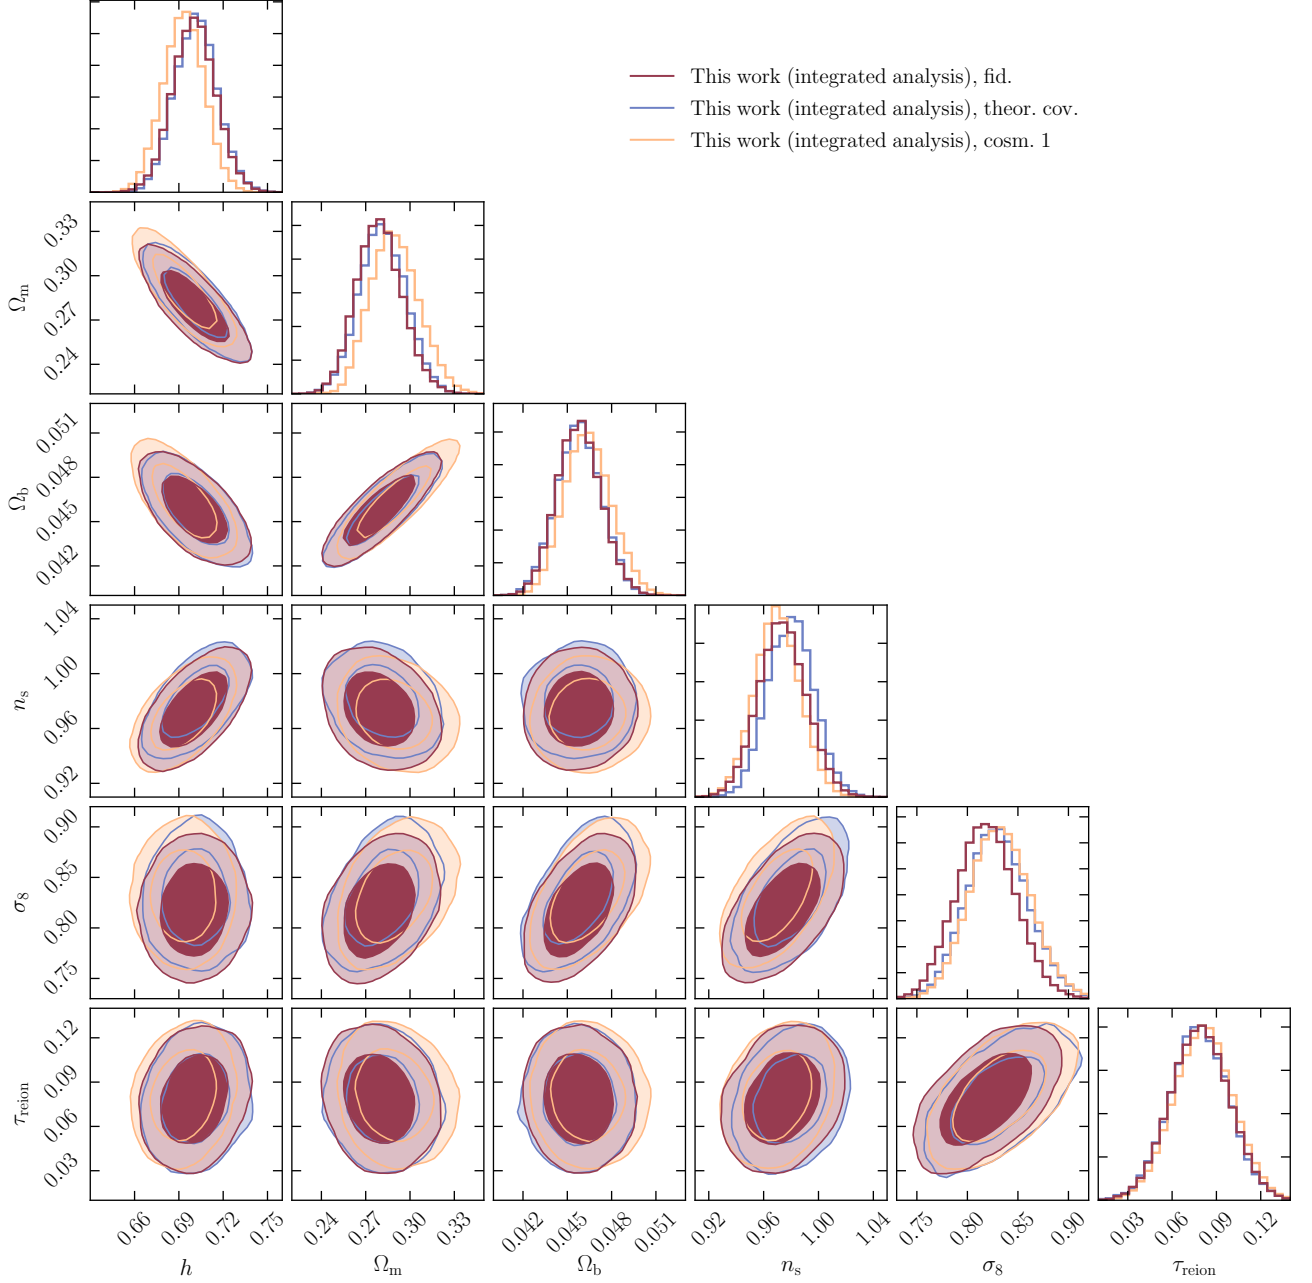 This work (integrated analysis), fid.
This work (integrated analysis), theor. cov.
This work (integrated analysis), cosm. 1
0.33
0.30
0.27
0.24
Ωm
0.051
0.048
0.045
0.042
Ωb
1.04
1.00
0.96
0.92
ns
0.90
0.85
0.80
0.75
σ8
0.12
0.09
0.06
0.03
τreion
0.66 0.69 0.72 0.75
0.24 0.27 0.30 0.33
0.042 0.045 0.048 0.051
0.92 0.96 1.00 1.04
0.75 0.80 0.85 0.90
0.03 0.06 0.09 0.12
h Ωm Ωb ns σ8 τreion